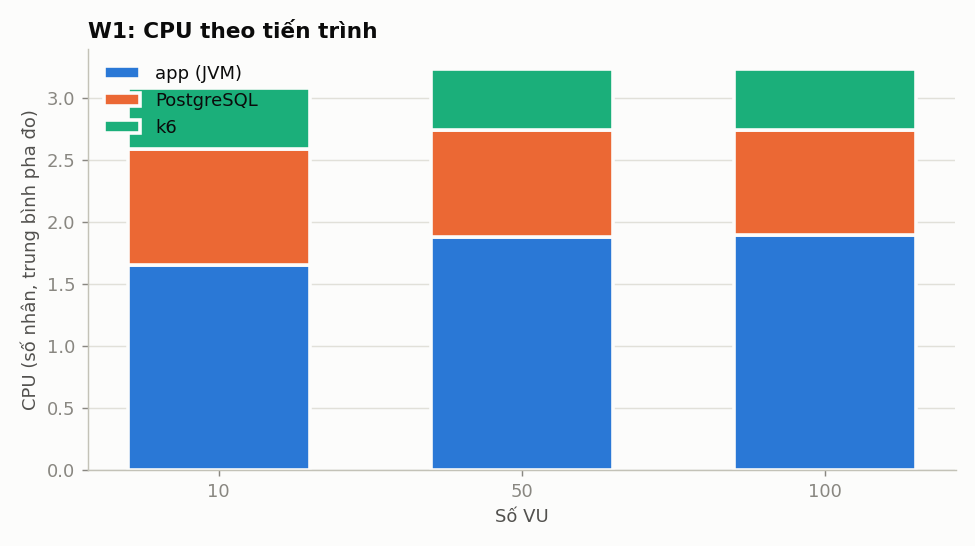 W1: CPU theo tiến trình
app (JVM)
PostgreSQL
k6
CPU (số nhân, trung bình pha đo)
3.0
2.5
2.0
1.5
1.0
0.5
0.0
10
50
100
Số VU